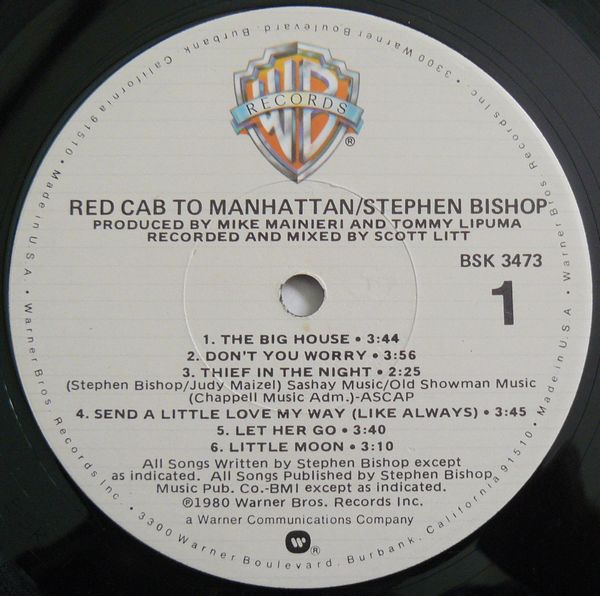 WB
RECORDS
®
RED CAB TO MANHATTAN/STEPHEN BISHOP
PRODUCED BY MIKE MAINIERI AND TOMMY LIPUMA
RECORDED AND MIXED BY SCOTT LITT
BSK 3473
1
1. THE BIG HOUSE • 3:44
2. DON'T YOU WORRY • 3:56
3. THIEF IN THE NIGHT • 2:25
(Stephen Bishop/Judy Maizel) Sashay Music/Old Showman Music
(Chappell Music Adm.)-ASCAP
4. SEND A LITTLE LOVE MY WAY (LIKE ALWAYS) • 3:45
5. LET HER GO • 3:40
6. LITTLE MOON • 3:10
All Songs Written by Stephen Bishop except
as indicated. All Songs Published by Stephen Bishop
Music Pub. Co.-BMI except as indicated.
℗1980 Warner Bros. Records Inc.
a Warner Communications Company
W ®
Made in U.S.A. • Warner Bros. Records Inc. • 3300 Warner Boulevard, Burbank, California 91510 • Made in U.S.A. • Warner Bros. Records Inc. • 3300 Warner Boulevard, Burbank, California 91510 •